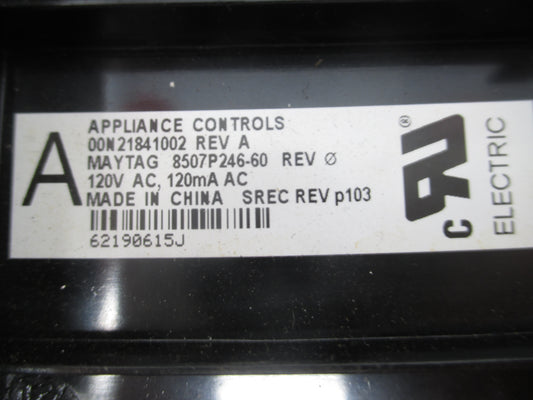 A
APPLIANCE CONTROLS
00N21841002 REV A
MAYTAG 8507P246-60 REV Ø
120V AC, 120mA AC
MADE IN CHINA SREC REV p103
62190615J
c RU ®
ELECTRIC